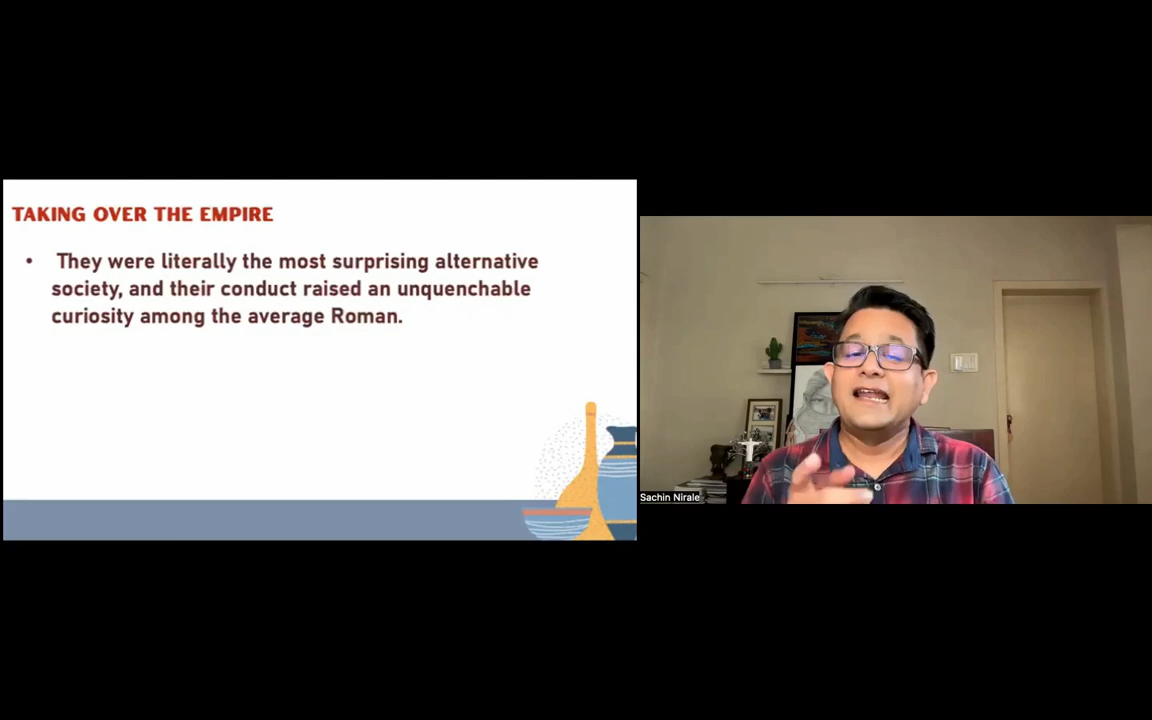 TAKING OVER THE EMPIRE
• They were literally the most surprising alternative
society, and their conduct raised an unquenchable
curiosity among the average Roman.
Sachin Nirale